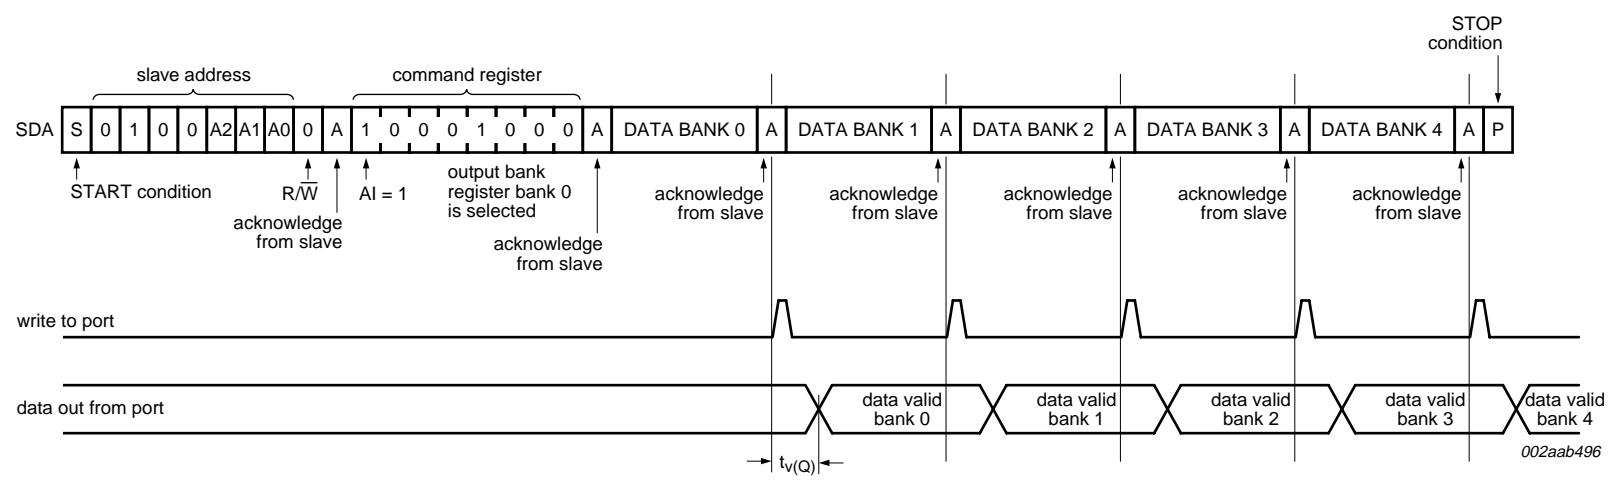 STOP
condition
slave address
command register
SDA S 0 1 0 0 A2 A1 A0 0 A 1 0 0 0 1 0 0 0 A DATA BANK 0 A DATA BANK 1 A DATA BANK 2 A DATA BANK 3 A DATA BANK 4 A P
START condition
R/W̅
acknowledge
from slave
AI = 1
output bank
register bank 0
is selected
acknowledge
from slave
acknowledge
from slave
acknowledge
from slave
acknowledge
from slave
acknowledge
from slave
acknowledge
from slave
write to port
data out from port
data valid
bank 0
data valid
bank 1
data valid
bank 2
data valid
bank 3
data valid
bank 4
tv(Q)
002aab496